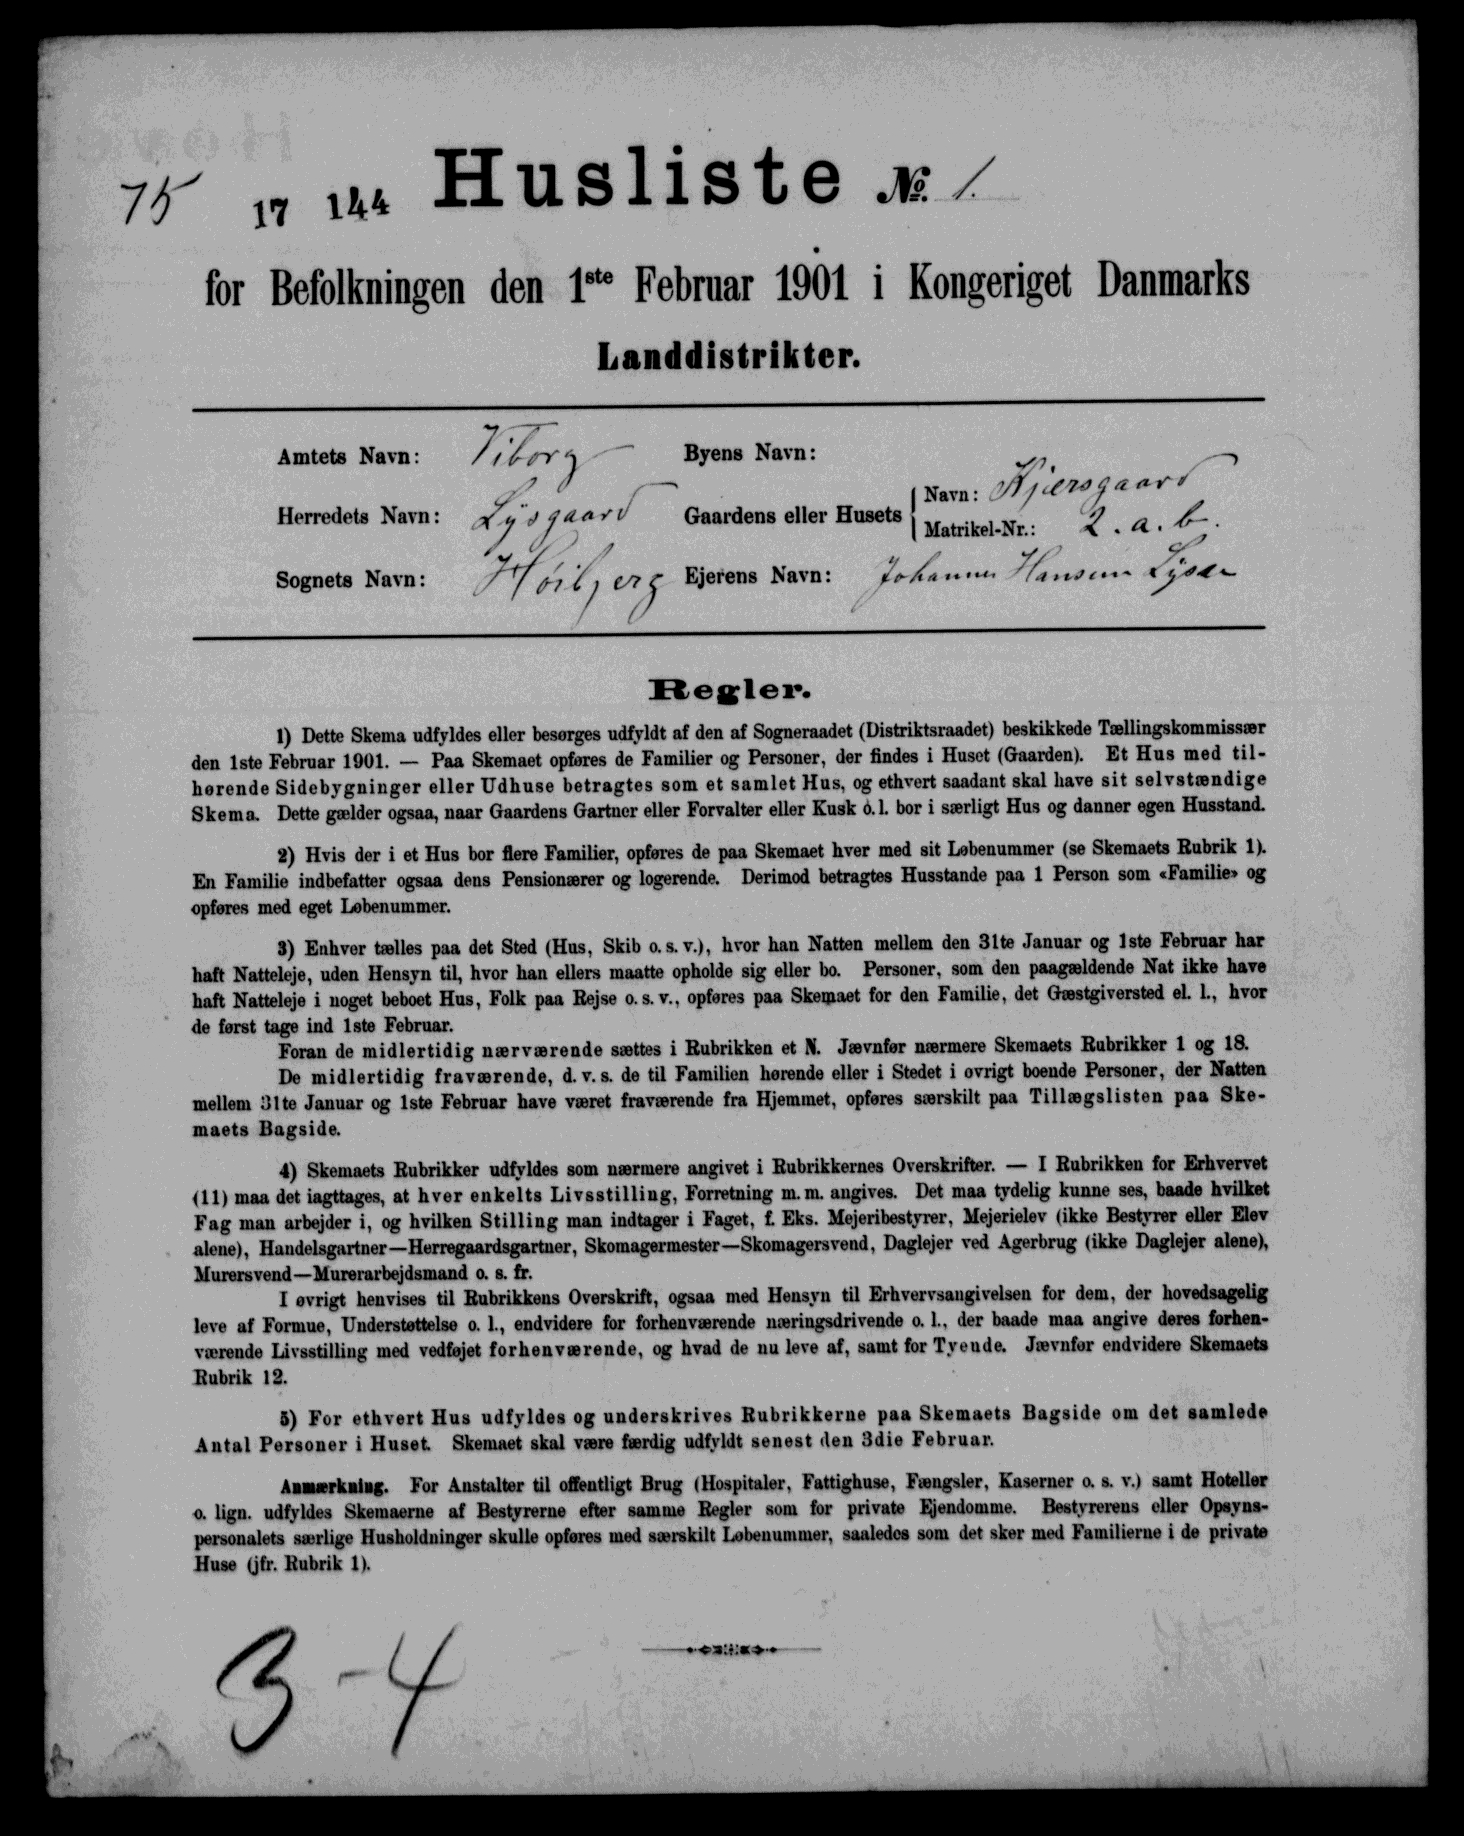 75 17 144 Husliste No. 1.
for Befolkningen den 1ste Februar 1901 i Kongeriget Danmarks
Landdistrikter.
Amtets Navn: Viborg Byens Navn:
Herredets Navn: Lysgaard Gaardens eller Husets { Navn: Kjærsgaard
Matrikel-Nr.: 2. a. b.
Sognets Navn: Høibjerg Ejerens Navn: Johannes Hansen
Regler.
1) Dette Skema udfyldes eller besørges udfyldt af den af Sogneraadet (Distriktsraadet) beskikkede Tællingskommissær
den 1ste Februar 1901. — Paa Skemaet opføres de Familier og Personer, der findes i Huset (Gaarden). Et Hus med til-
hørende Sidebygninger eller Udhuse betragtes som et samlet Hus, og ethvert saadant skal have sit selvstændige
Skema. Dette gælder ogsaa, naar Gaardens Gartner eller Forvalter eller Kusk o. l. bor i særligt Hus og danner egen Husstand.
2) Hvis der i et Hus bor flere Familier, opføres de paa Skemaet hver med sit Løbenummer (se Skemaets Rubrik 1).
En Familie indbefatter ogsaa dens Pensionærer og logerende. Derimod betragtes Husstande paa 1 Person som «Familie» og
opføres med eget Løbenummer.
3) Enhver tælles paa det Sted (Hus, Skib o. s. v.), hvor han Natten mellem den 31te Januar og 1ste Februar har
haft Natteleje, uden Hensyn til, hvor han ellers maatte opholde sig eller bo. Personer, som den paagældende Nat ikke have
haft Natteleje i noget beboet Hus, Folk paa Rejse o. s. v., opføres paa Skemaet for den Familie, det Gæstgiversted el. l., hvor
de først tage ind 1ste Februar.
Foran de midlertidig nærværende sættes i Rubrikken et N. Jævnfør nærmere Skemaets Rubrikker 1 og 18.
De midlertidig fraværende, d. v. s. de til Familien hørende eller i Stedet i øvrigt boende Personer, der Natten
mellem 31te Januar og 1ste Februar have været fraværende fra Hjemmet, opføres særskilt paa Tillægslisten paa Ske-
maets Bagside.
4) Skemaets Rubrikker udfyldes som nærmere angivet i Rubrikkernes Overskrifter. — I Rubrikken for Erhvervet
(11) maa det iagttages, at hver enkelts Livsstilling, Forretning m. m. angives. Det maa tydelig kunne ses, baade hvilket
Fag man arbejder i, og hvilken Stilling man indtager i Faget, f. Eks. Mejeribestyrer, Mejerielev (ikke Bestyrer eller Elev
alene), Handelsgartner—Herregaardsgartner, Skomagermester—Skomagersvend, Daglejer ved Agerbrug (ikke Daglejer alene),
Murersvend—Murerarbejdsmand o. s. fr.
I øvrigt henvises til Rubrikkens Overskrift, ogsaa med Hensyn til Erhvervsangivelsen for dem, der hovedsagelig
leve af Formue, Understøttelse o. l., endvidere for forhenværende næringsdrivende o. l., der baade maa angive deres forhen-
værende Livsstilling med vedføjet forhenværende, og hvad de nu leve af, samt for Tyende. Jævnfør endvidere Skemaets
Rubrik 12.
5) For ethvert Hus udfyldes og underskrives Rubrikkerne paa Skemaets Bagside om det samlede
Antal Personer i Huset. Skemaet skal være færdig udfyldt senest den 3die Februar.
Anmærkning. For Anstalter til offentligt Brug (Hospitaler, Fattighuse, Fængsler, Kaserner o. s. v.) samt Hoteller
o. lign. udfyldes Skemaerne af Bestyrerne efter samme Regler som for private Ejendomme. Bestyrerens eller Opsyns-
personalets særlige Husholdninger skulle opføres med særskilt Løbenummer, saaledes som det sker med Familierne i de private
Huse (jfr. Rubrik 1).
3 - 4